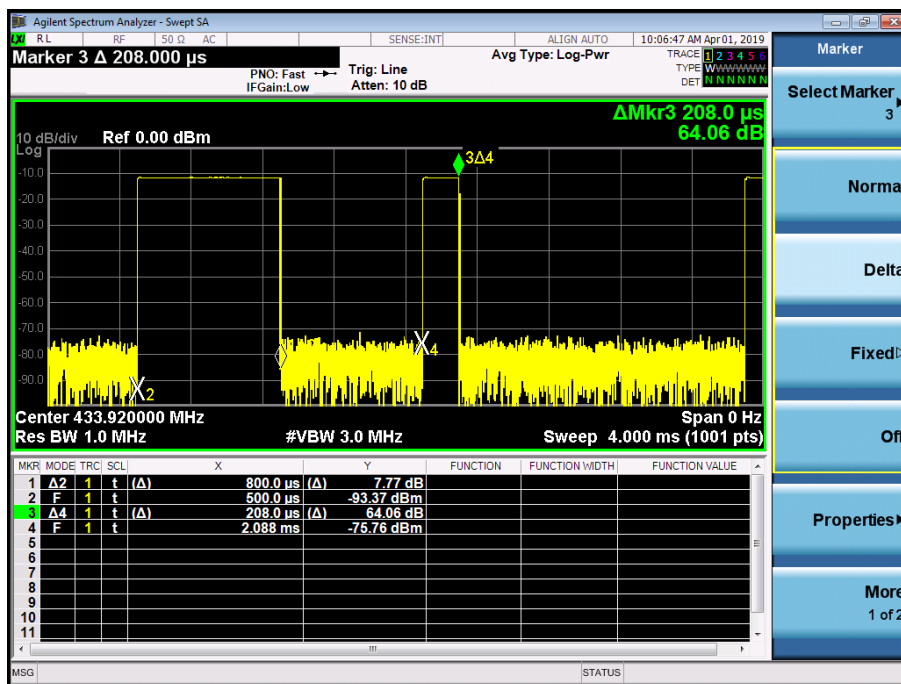 Agilent Spectrum Analyzer - Swept SA
LXI RL RF 50 Ω AC SENSE:INT ALIGN AUTO 10:06:47 AM Apr 01, 2019
Marker 3 Δ 208.000 µs
PNO: Fast
IFGain:Low
Trig: Line
Atten: 10 dB
Avg Type: Log-Pwr
TRACE 1 2 3 4 5 6
TYPE WWWWWW
DET N N N N N N
ΔMkr3 208.0 µs
64.06 dB
10 dB/div Ref 0.00 dBm
Log
-10.0
-20.0
-30.0
-40.0
-50.0
-60.0
-70.0
-80.0
-90.0
3Δ4
X4
X2
Center 433.920000 MHz Span 0 Hz
Res BW 1.0 MHz #VBW 3.0 MHz Sweep 4.000 ms (1001 pts)
MKR MODE TRC SCL X Y FUNCTION FUNCTION WIDTH FUNCTION VALUE
1 Δ2 1 t (Δ) 800.0 µs (Δ) 7.77 dB
2 F 1 t 500.0 µs -93.37 dBm
3 Δ4 1 t (Δ) 208.0 µs (Δ) 64.06 dB
4 F 1 t 2.088 ms -75.76 dBm
5
6
7
8
9
10
11
MSG STATUS
Marker
Select Marker
3
Norma
Delta
Fixed
Off
Properties
More
1 of 2